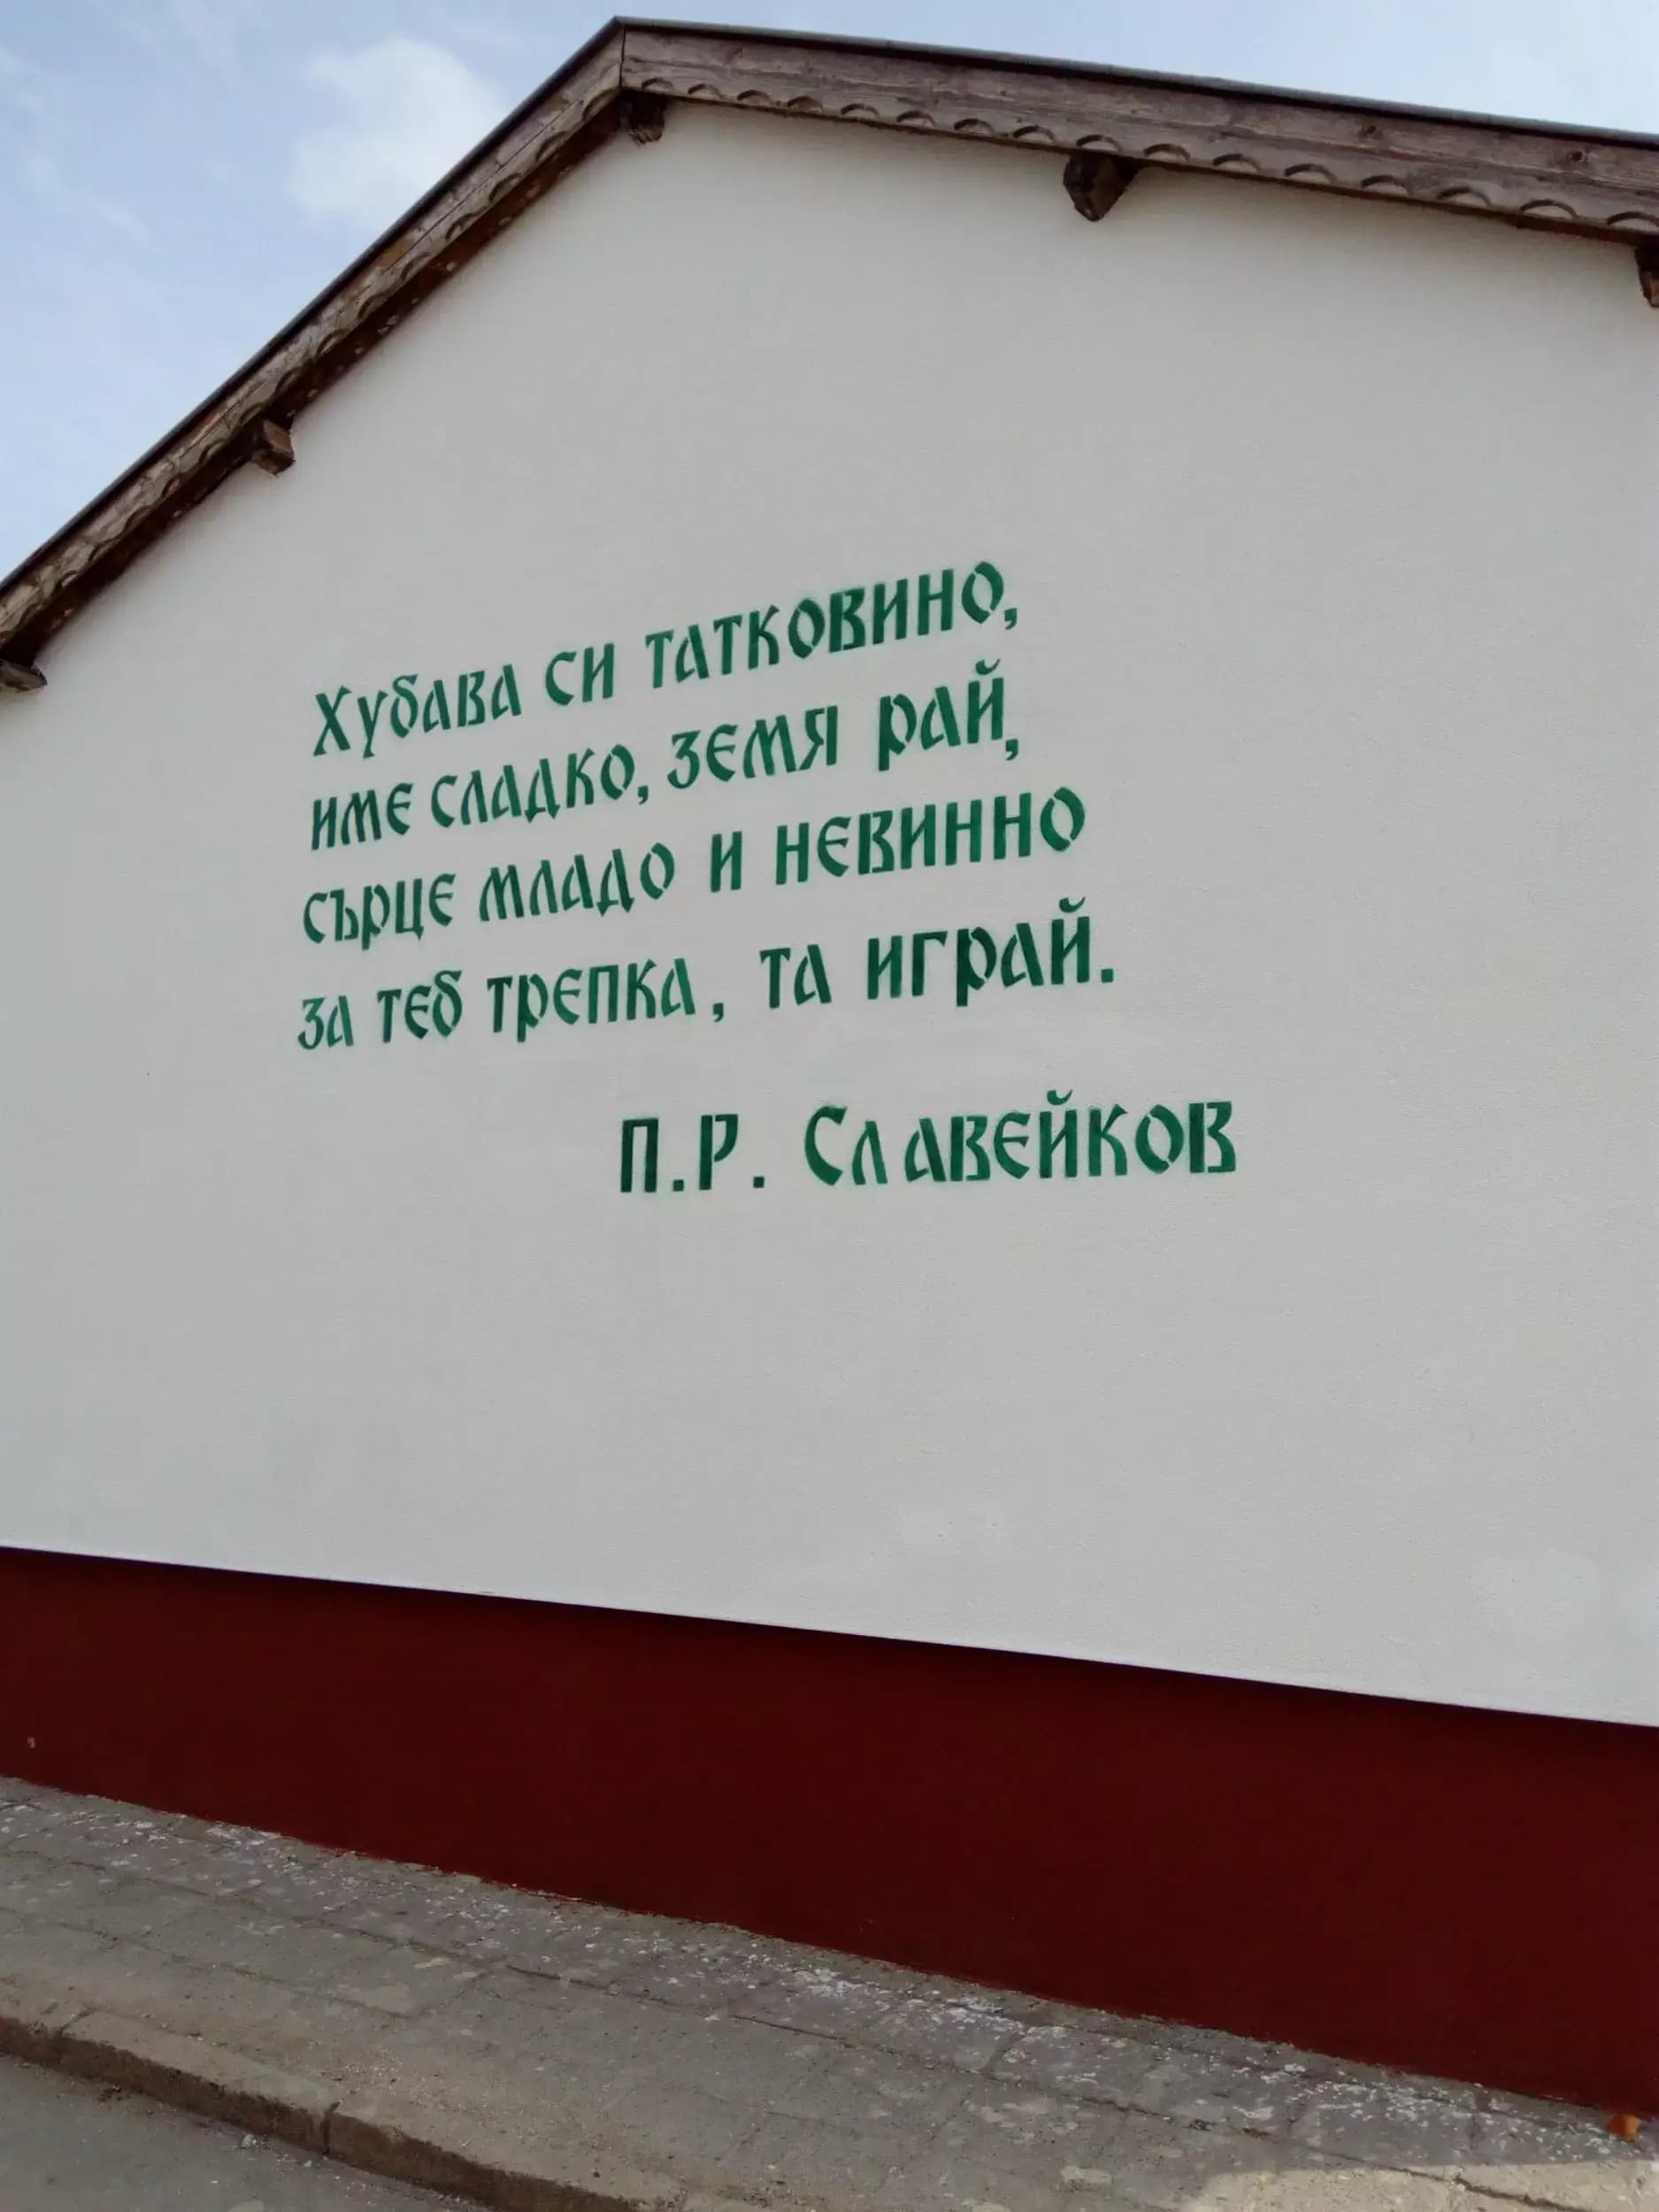 Хубава си татковино,
име сладко, земя рай,
сърце младо и невинно
за теб трепка, та играй.
П.Р. Славейков